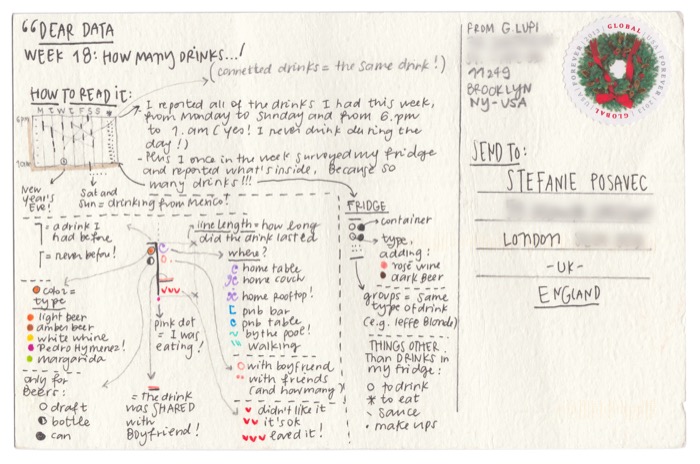 “DEAR DATA
WEEK 18: HOW MANY DRINKS...!
(connected drinks = the same drink!)
HOW TO READ it:
M T W T F S S
6pm
1am
New
Year's
EVE!
Sat and
Sun = drinking from Mexico!
1 I reported all of the drinks I had this week,
from Monday to Sunday and from 6.pm
to 1.am (yes! I never drink during the
day!)
- Plus I once in the week surveyed my fridge
and reported what's inside, because so
many drinks!!!
= a drink I
had before
= never before!
line length = how long
did the drink lasted
color =
type
light beer
amber beer
white whine
Pedro Hymenez!
margarida
only for
Beers:
draft
bottle
can
pink dot
= I was
eating!
= the drink
was SHARED
with
Boyfriend!
where?
home table
home couch
home rooftop!
pnb bar
pnb table
by the pool!
walking
with boyfriend
with friends
(and how many)
didn't like it
it's ok
loved it!
FRIDGE
container
type,
adding:
rosé wine
dark Beer
groups = same
type of drink
(e.g. leffe Blonde)
THINGS OTHER
Than DRINKS in
my fridge:
to drink
to eat
sauce
make ups
FROM G. LUPI
11249
BROOKLYN
NY-USA
GLOBAL
USA
FOREVER
2013
GLOBAL
FOREVER 2013
SEND TO:
STEFANIE POSAVEC
LONDON
-UK-
ENGLAND